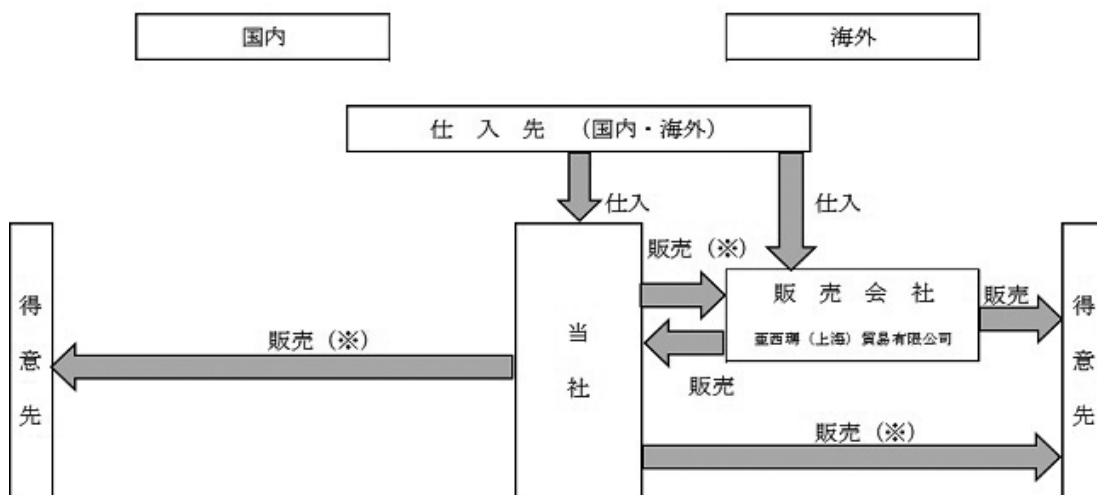 国内
海外
仕 入 先 （国内・海外）
仕入
仕入
販売（※）
販 売 会 社
亜西瑪（上海）貿易有限公司
販売
得意先
販売（※）
当社
販売
得意先
販売（※）